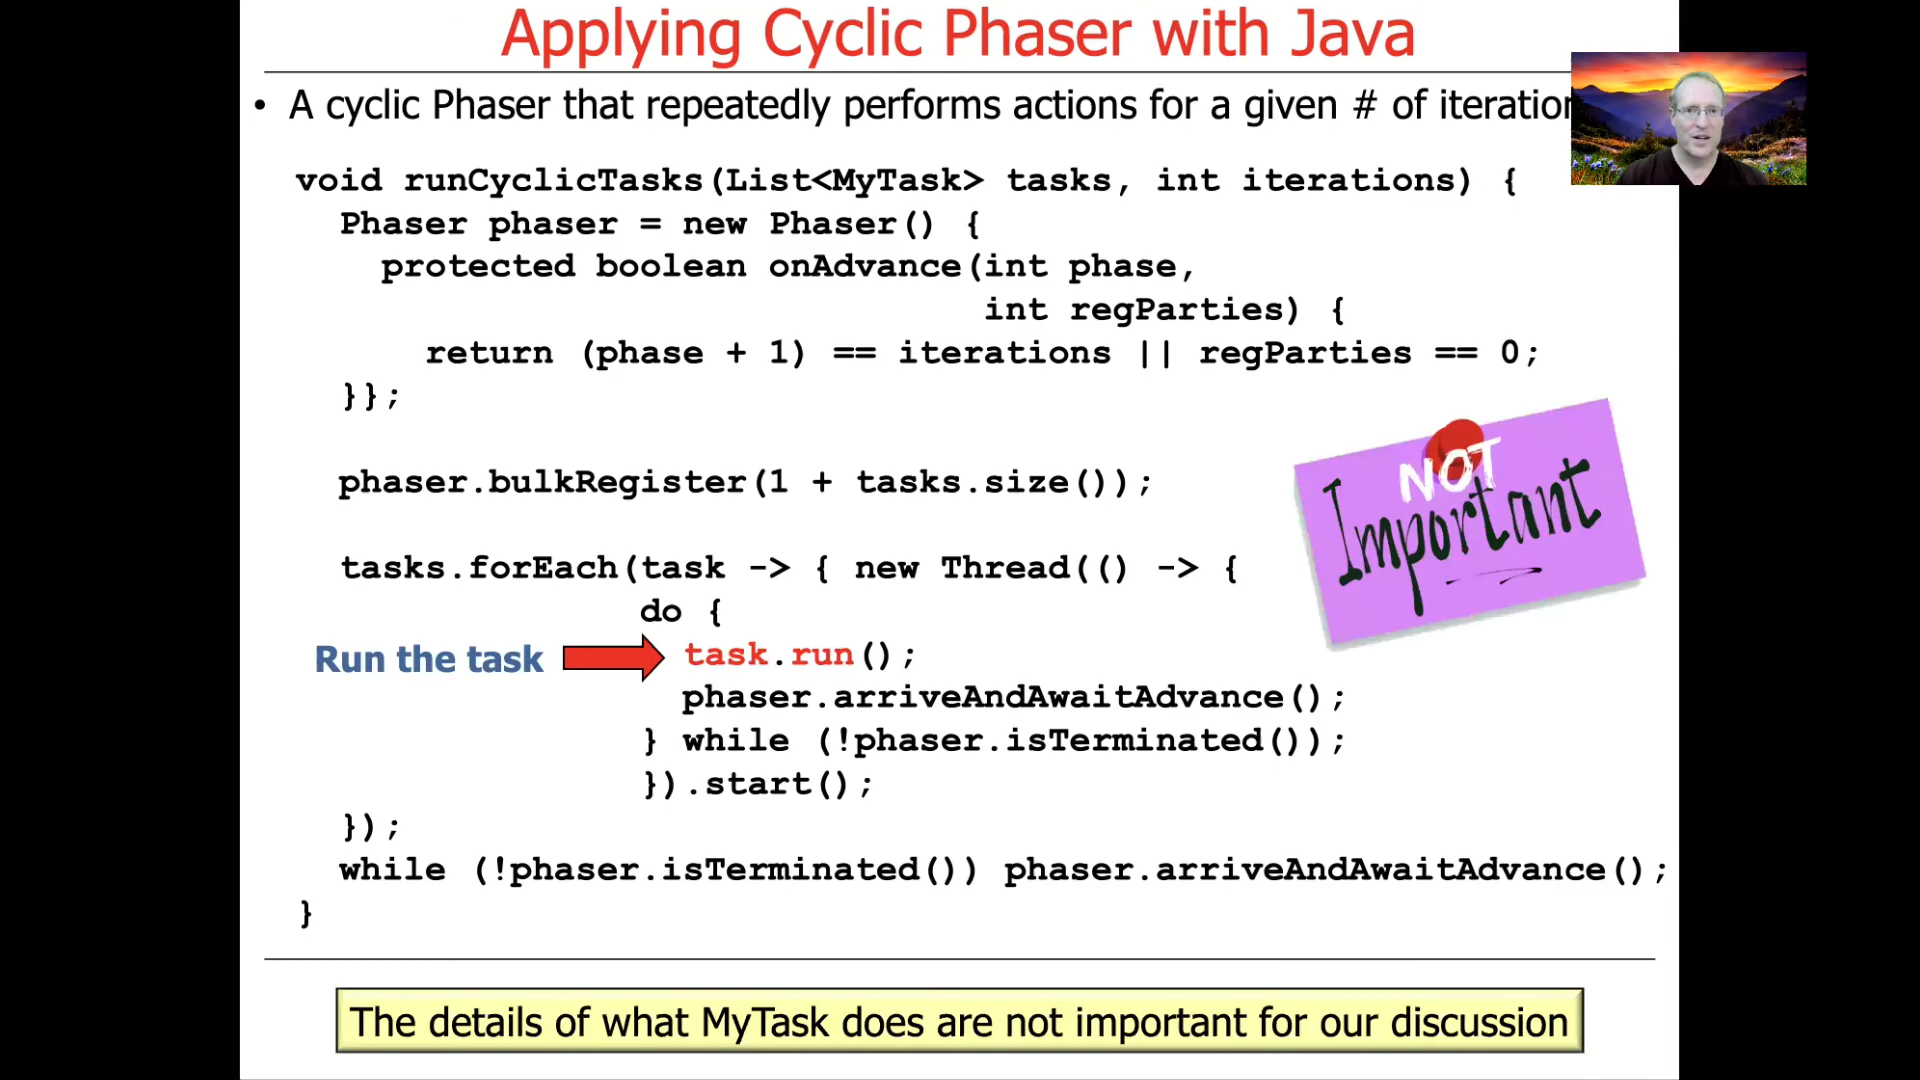 Applying Cyclic Phaser with Java
• A cyclic Phaser that repeatedly performs actions for a given # of iteration
void runCyclicTasks(List<MyTask> tasks, int iterations) {
Phaser phaser = new Phaser() {
protected boolean onAdvance(int phase,
int regParties) {
return (phase + 1) == iterations || regParties == 0;
}};
phaser.bulkRegister(1 + tasks.size());
NOT
Important
tasks.forEach(task -> { new Thread(() -> {
do {
Run the task
task.run();
phaser.arriveAndAwaitAdvance();
} while (!phaser.isTerminated());
}).start();
});
while (!phaser.isTerminated()) phaser.arriveAndAwaitAdvance();
}
The details of what MyTask does are not important for our discussion